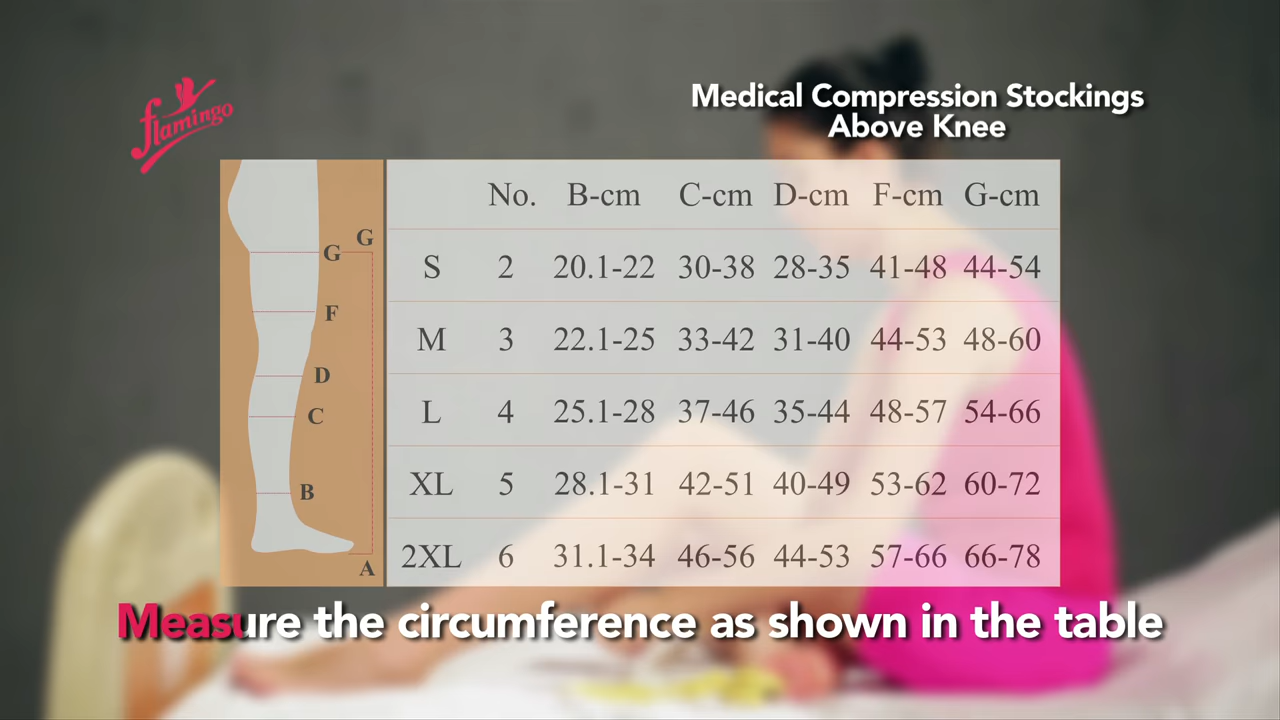 flamingo
Medical Compression Stockings
Above Knee
No. B-cm C-cm D-cm F-cm G-cm
S 2 20.1-22 30-38 28-35 41-48 44-54
M 3 22.1-25 33-42 31-40 44-53 48-60
L 4 25.1-28 37-46 35-44 48-57 54-66
XL 5 28.1-31 42-51 40-49 53-62 60-72
2XL 6 31.1-34 46-56 44-53 57-66 66-78
G
G
F
D
C
B
A
Measure the circumference as shown in the table